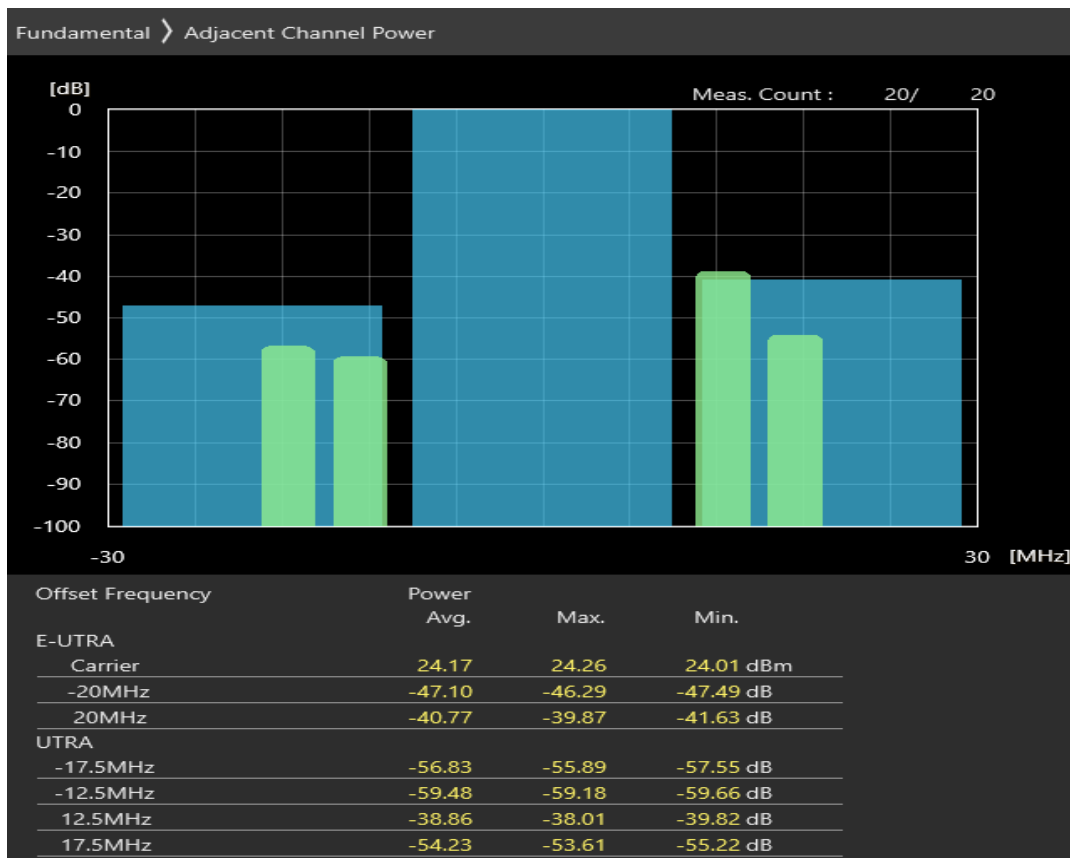 Fundamental 〉 Adjacent Channel Power
[dB]
Meas. Count : 20/ 20
0
-10
-20
-30
-40
-50
-60
-70
-80
-90
-100
-30 30 [MHz]
Offset Frequency Power
Avg. Max. Min.
E-UTRA
Carrier 24.17 24.26 24.01 dBm
-20MHz -47.10 -46.29 -47.49 dB
20MHz -40.77 -39.87 -41.63 dB
UTRA
-17.5MHz -56.83 -55.89 -57.55 dB
-12.5MHz -59.48 -59.18 -59.66 dB
12.5MHz -38.86 -38.01 -39.82 dB
17.5MHz -54.23 -53.61 -55.22 dB